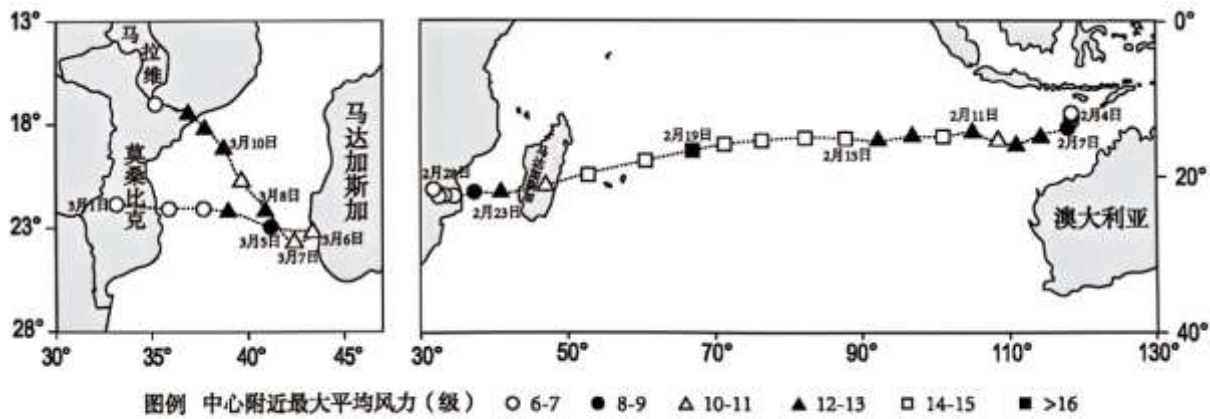 13°
18°
23°
28°
30°
35°
40°
45°
马
拉
维
莫
桑
比
克
马
达
加
斯
加
3月10日
3月8日
3月1日
3月5日
3月6日
3月7日
0°
20°
40°
30°
50°
70°
90°
110°
130°
2月23日
2月19日
2月15日
2月11日
2月4日
2月7日
澳大利亚
图例 中心附近最大平均风力（级） 6-7 8-9 10-11 12-13 14-15 >16